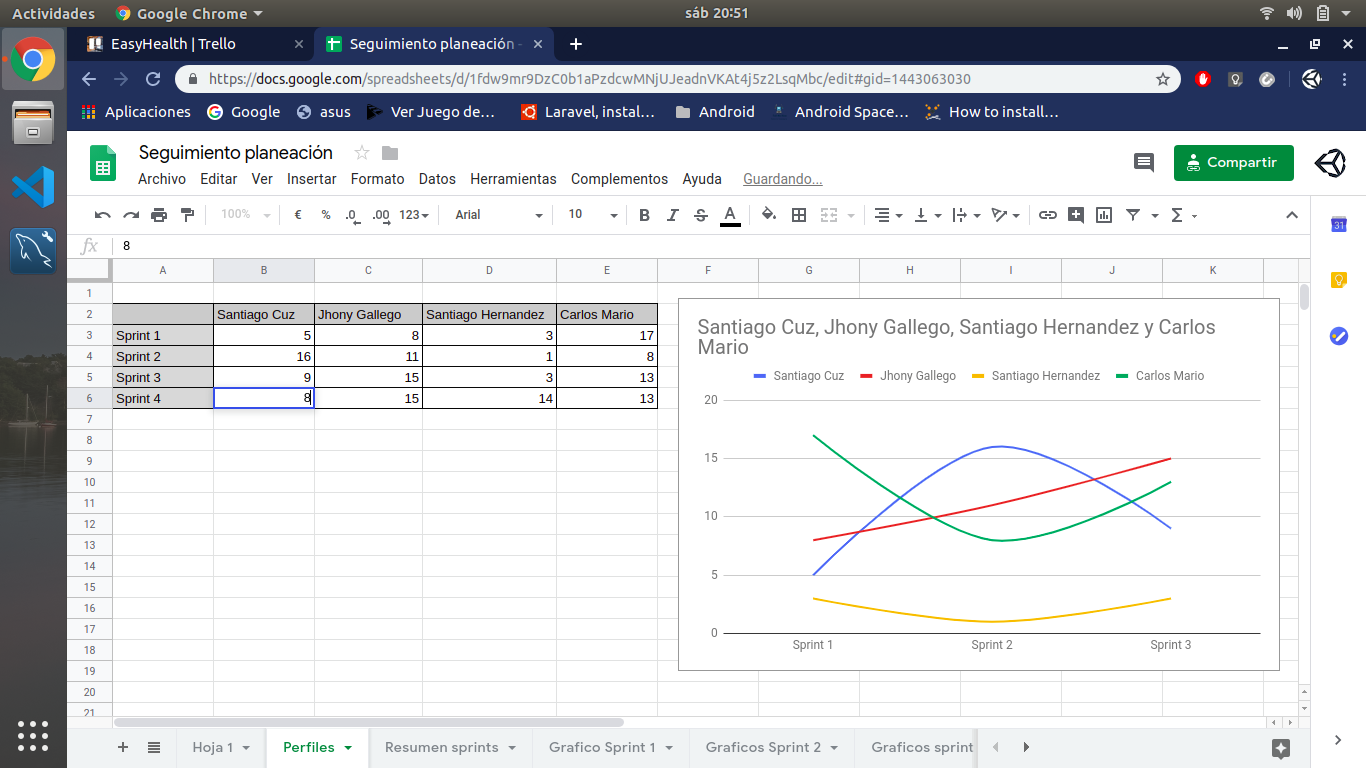 Actividades Google Chrome sáb 20:51
EasyHealth | Trello
Seguimiento planeación -
https://docs.google.com/spreadsheets/d/1fdw9mr9DzC0b1aPzdcwMNjUJeadnVKAt4j5z2LsqMbc/edit#gid=1443063030
Aplicaciones Google asus Ver Juego de... Laravel, instal... Android Android Space... How to install...
Seguimiento planeación
Compartir
Archivo Editar Ver Insertar Formato Datos Herramientas Complementos Ayuda Guardando...
100% € % .0 .00 123 Arial 10 B I S A Σ
31
fx 8
A B C D E F G H I J K
1
2 Santiago Cuz Jhony Gallego Santiago Hernandez Carlos Mario
3 Sprint 1 5 8 3 17
4 Sprint 2 16 11 1 8
5 Sprint 3 9 15 3 13
6 Sprint 4 8 15 14 13
7
8
9
10
11
12
13
14
15
16
17
18
19
20
21
Santiago Cuz, Jhony Gallego, Santiago Hernandez y Carlos
Mario
Santiago Cuz Jhony Gallego Santiago Hernandez Carlos Mario
20
15
10
5
0
Sprint 1 Sprint 2 Sprint 3
Hoja 1 Perfiles Resumen sprints Grafico Sprint 1 Graficos Sprint 2 Graficos sprint